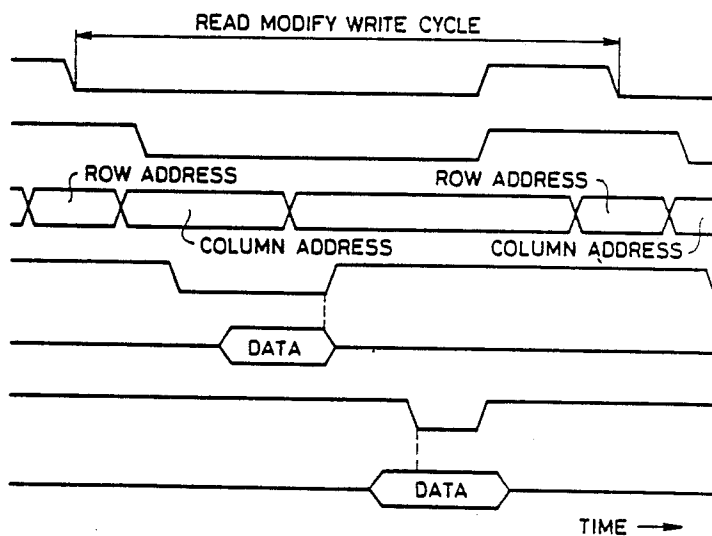 READ MODIFY WRITE CYCLE
ROW ADDRESS
ROW ADDRESS
COLUMN ADDRESS
COLUMN ADDRESS
DATA
DATA
TIME